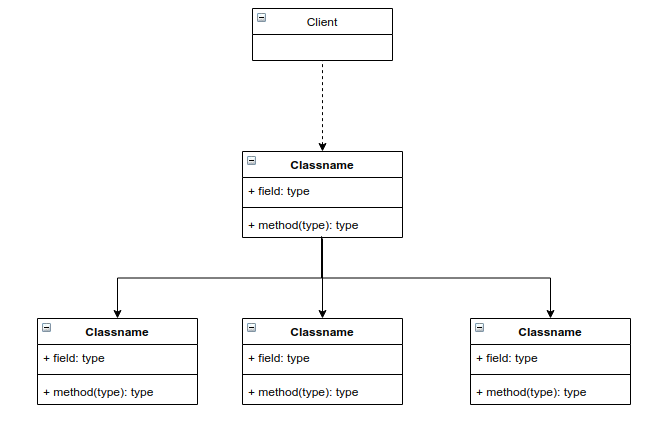 Client
Classname
+ field: type
+ method(type): type
Classname
+ field: type
+ method(type): type
Classname
+ field: type
+ method(type): type
Classname
+ field: type
+ method(type): type